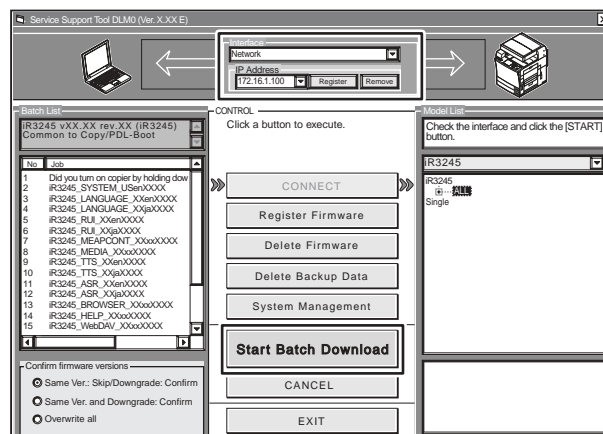 Service Support Tool DLM0 (Ver. X.XX E)
Interface
Network
IP Address
172.16.1.100
Register
Remove
Batch List
iR3245 vXX.XX rev.XX (iR3245)
Common to Copy/PDL-Boot
No Job
1 Did you turn on copier by holding dow
2 iR3245_SYSTEM_USenXXXX
3 iR3245_LANGUAGE_XXenXXXX
4 iR3245_LANGUAGE_XXjaXXXX
5 iR3245_RUI_XXenXXXX
6 iR3245_RUI_XXjaXXXX
7 iR3245_MEAPCONT_XXxxXXXX
8 iR3245_MEDIA_XXxxXXXX
9 iR3245_TTS_XXenXXXX
10 iR3245_TTS_XXjaXXXX
11 iR3245_ASR_XXenXXXX
12 iR3245_ASR_XXjaXXXX
13 iR3245_BROWSER_XXxxXXXX
14 iR3245_HELP_XXxxXXXX
15 iR3245_WebDAV_XXxxXXXX
Confirm firmware versions
Same Ver.: Skip/Downgrade: Confirm
Same Ver. and Downgrade: Confirm
Overwrite all
CONTROL
Click a button to execute.
CONNECT
Register Firmware
Delete Firmware
Delete Backup Data
System Management
Start Batch Download
CANCEL
EXIT
Model List
Check the interface and click the [START]
button.
iR3245
iR3245
ALL
Single